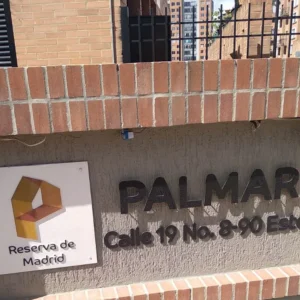 Reserva de
Madrid
PALMAR
Calle 19 No. 8-90 Este